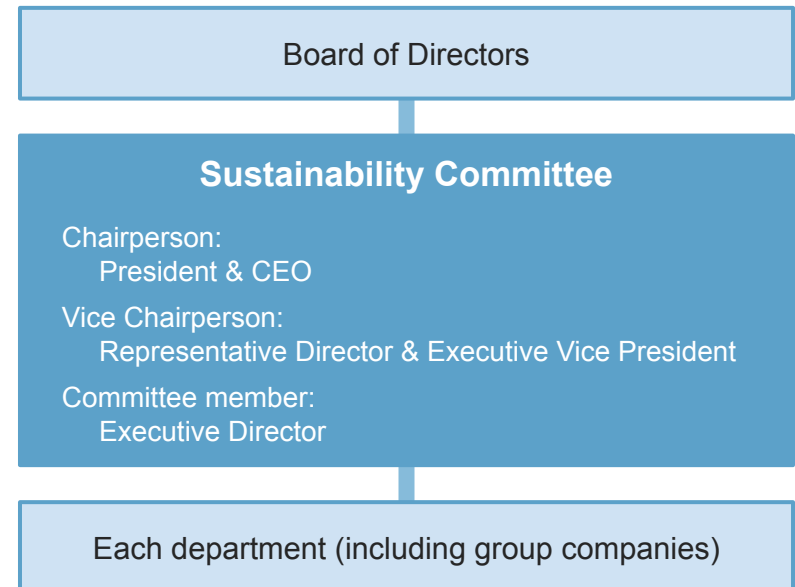 Board of Directors
Sustainability Committee
Chairperson:
President & CEO
Vice Chairperson:
Representative Director & Executive Vice President
Committee member:
Executive Director
Each department (including group companies)